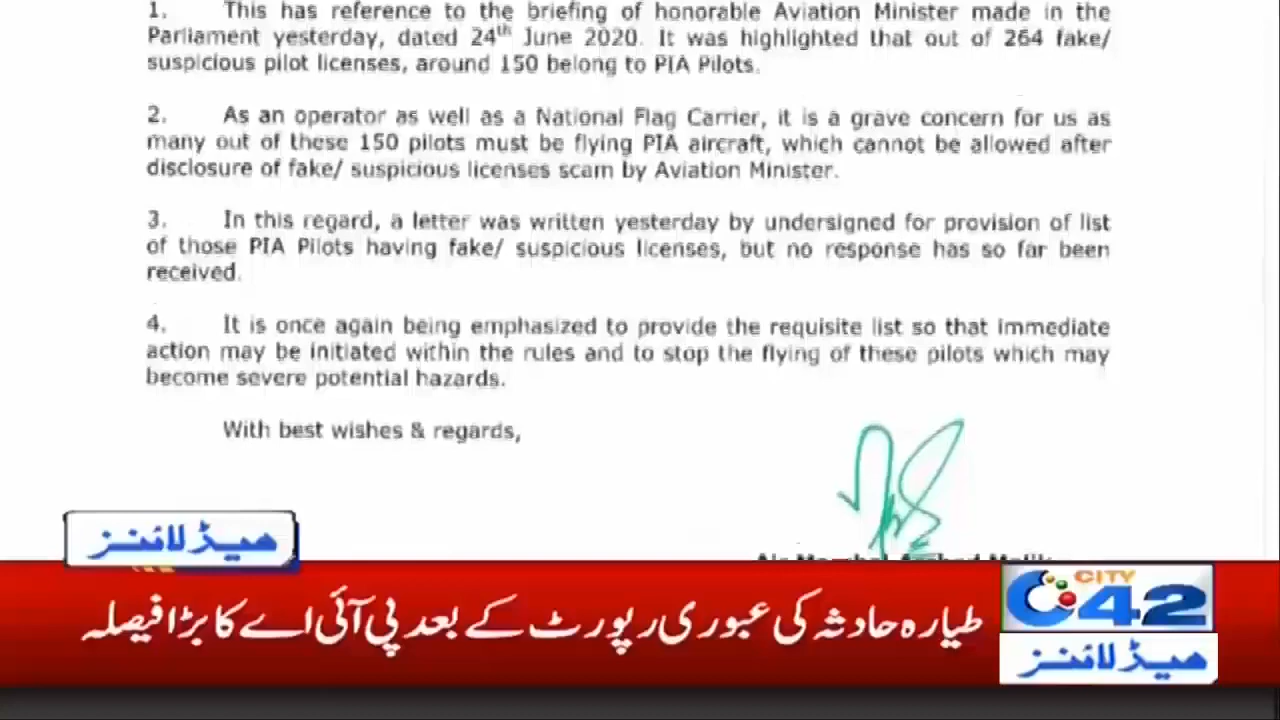 1. This has reference to the briefing of honorable Aviation Minister made in the
Parliament yesterday, dated 24th June 2020. It was highlighted that out of 264 fake/
suspicious pilot licenses, around 150 belong to PIA Pilots.
2. As an operator as well as a National Flag Carrier, it is a grave concern for us as
many out of these 150 pilots must be flying PIA aircraft, which cannot be allowed after
disclosure of fake/ suspicious licenses scam by Aviation Minister.
3. In this regard, a letter was written yesterday by undersigned for provision of list
of those PIA Pilots having fake/ suspicious licenses, but no response has so far been
received.
4. It is once again being emphasized to provide the requisite list so that immediate
action may be initiated within the rules and to stop the flying of these pilots which may
become severe potential hazards.
With best wishes & regards,
Air Marshal Arshad Malik
ہیڈلائنز
طیارہ حادثہ کی عبوری رپورٹ کے بعد پی آئی اے کا بڑا فیصلہ
CITY
42
ہیڈلائنز